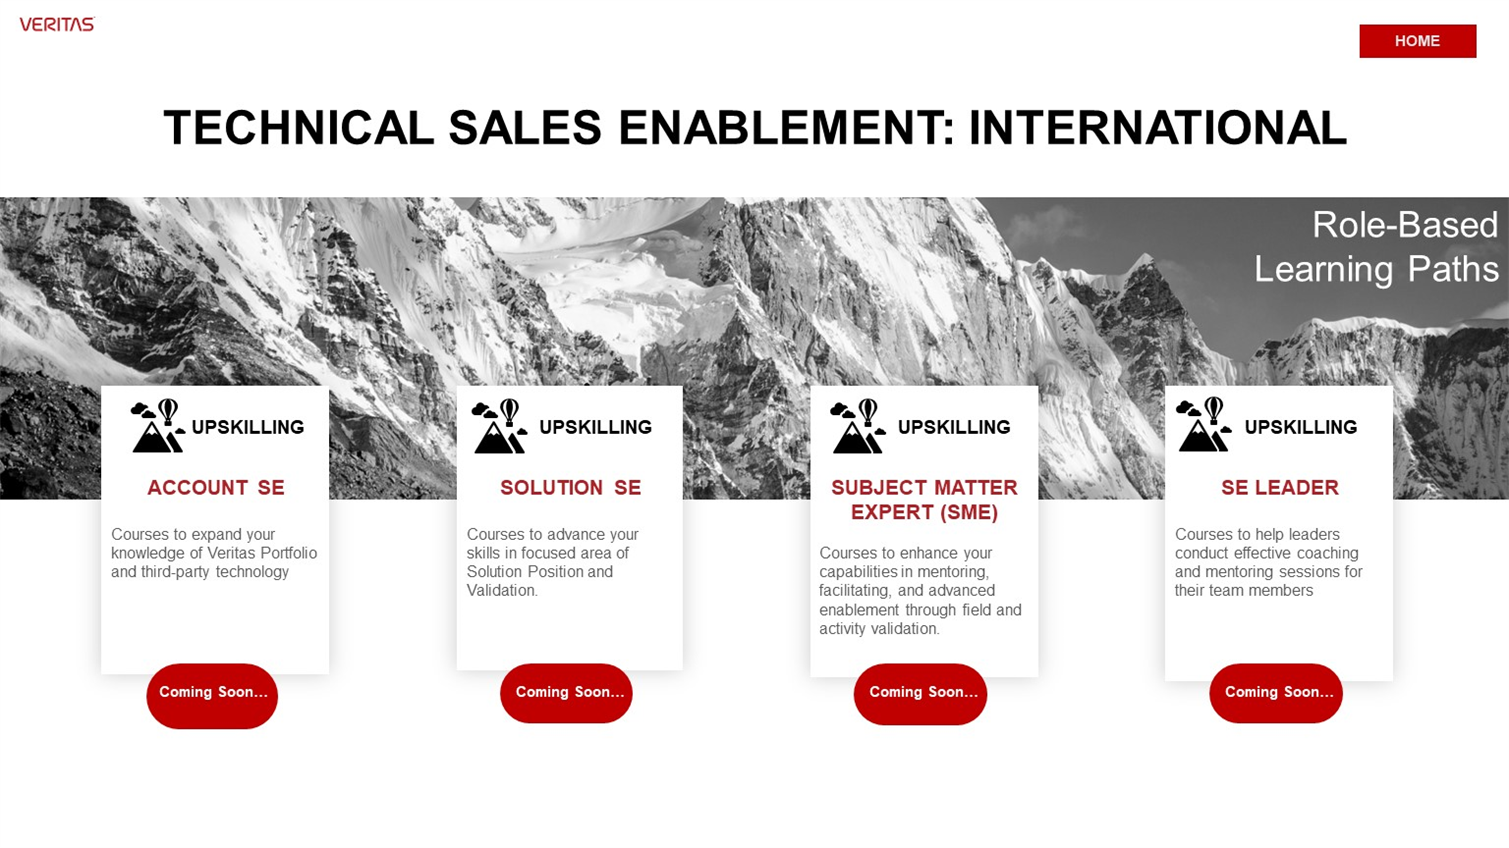 VERITAS
HOME
TECHNICAL SALES ENABLEMENT: INTERNATIONAL
Role-Based
Learning Paths
UPSKILLING
ACCOUNT SE
Courses to expand your
knowledge of Veritas Portfolio
and third-party technology
Coming Soon...
UPSKILLING
SOLUTION SE
Courses to advance your
skills in focused area of
Solution Position and
Validation.
Coming Soon...
UPSKILLING
SUBJECT MATTER
EXPERT (SME)
Courses to enhance your
capabilities in mentoring,
facilitating, and advanced
enablement through field and
activity validation.
Coming Soon...
UPSKILLING
SE LEADER
Courses to help leaders
conduct effective coaching
and mentoring sessions for
their team members
Coming Soon...